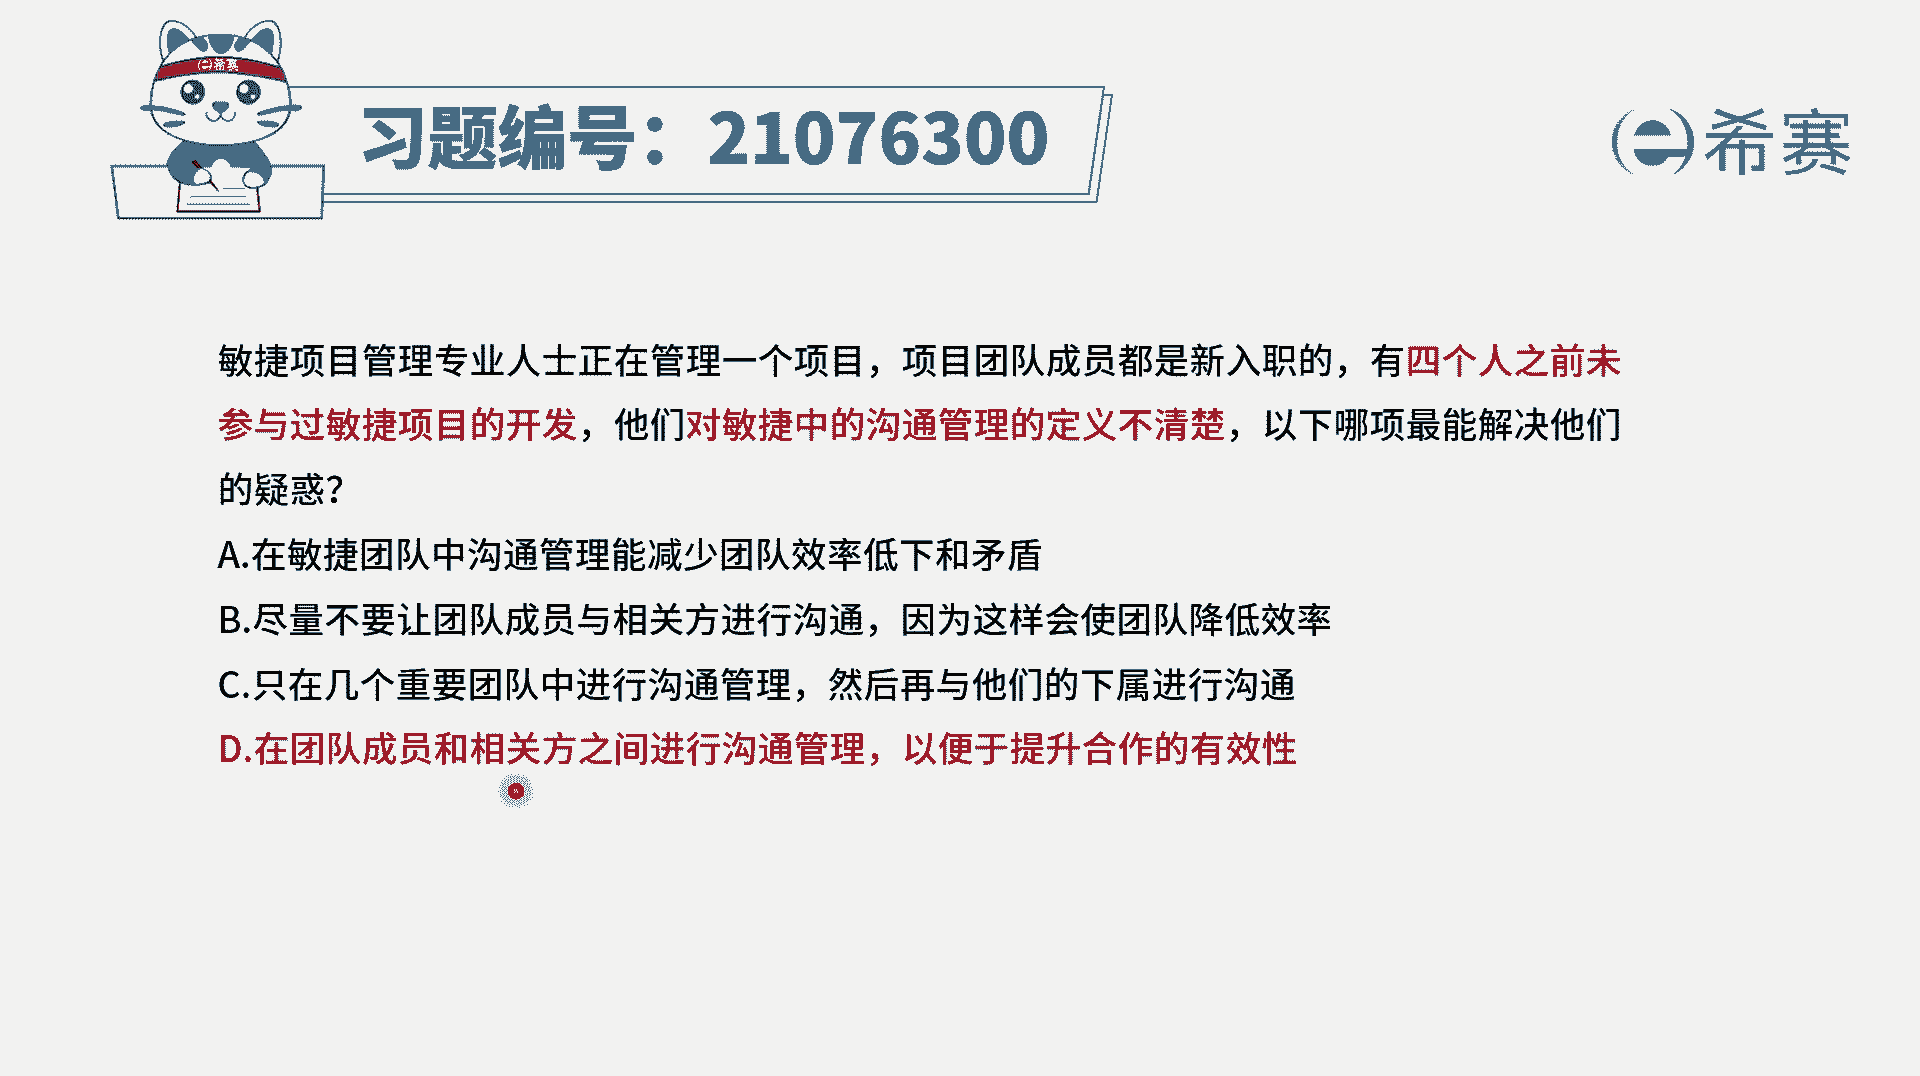 e希赛
习题编号：21076300
e希赛
敏捷项目管理专业人士正在管理一个项目，项目团队成员都是新入职的，有四个人之前未
参与过敏捷项目的开发，他们对敏捷中的沟通管理的定义不清楚，以下哪项最能解决他们
的疑惑？
A.在敏捷团队中沟通管理能减少团队效率低下和矛盾
B.尽量不要让团队成员与相关方进行沟通，因为这样会使团队降低效率
C.只在几个重要团队中进行沟通管理，然后再与他们的下属进行沟通
D.在团队成员和相关方之间进行沟通管理，以便于提升合作的有效性